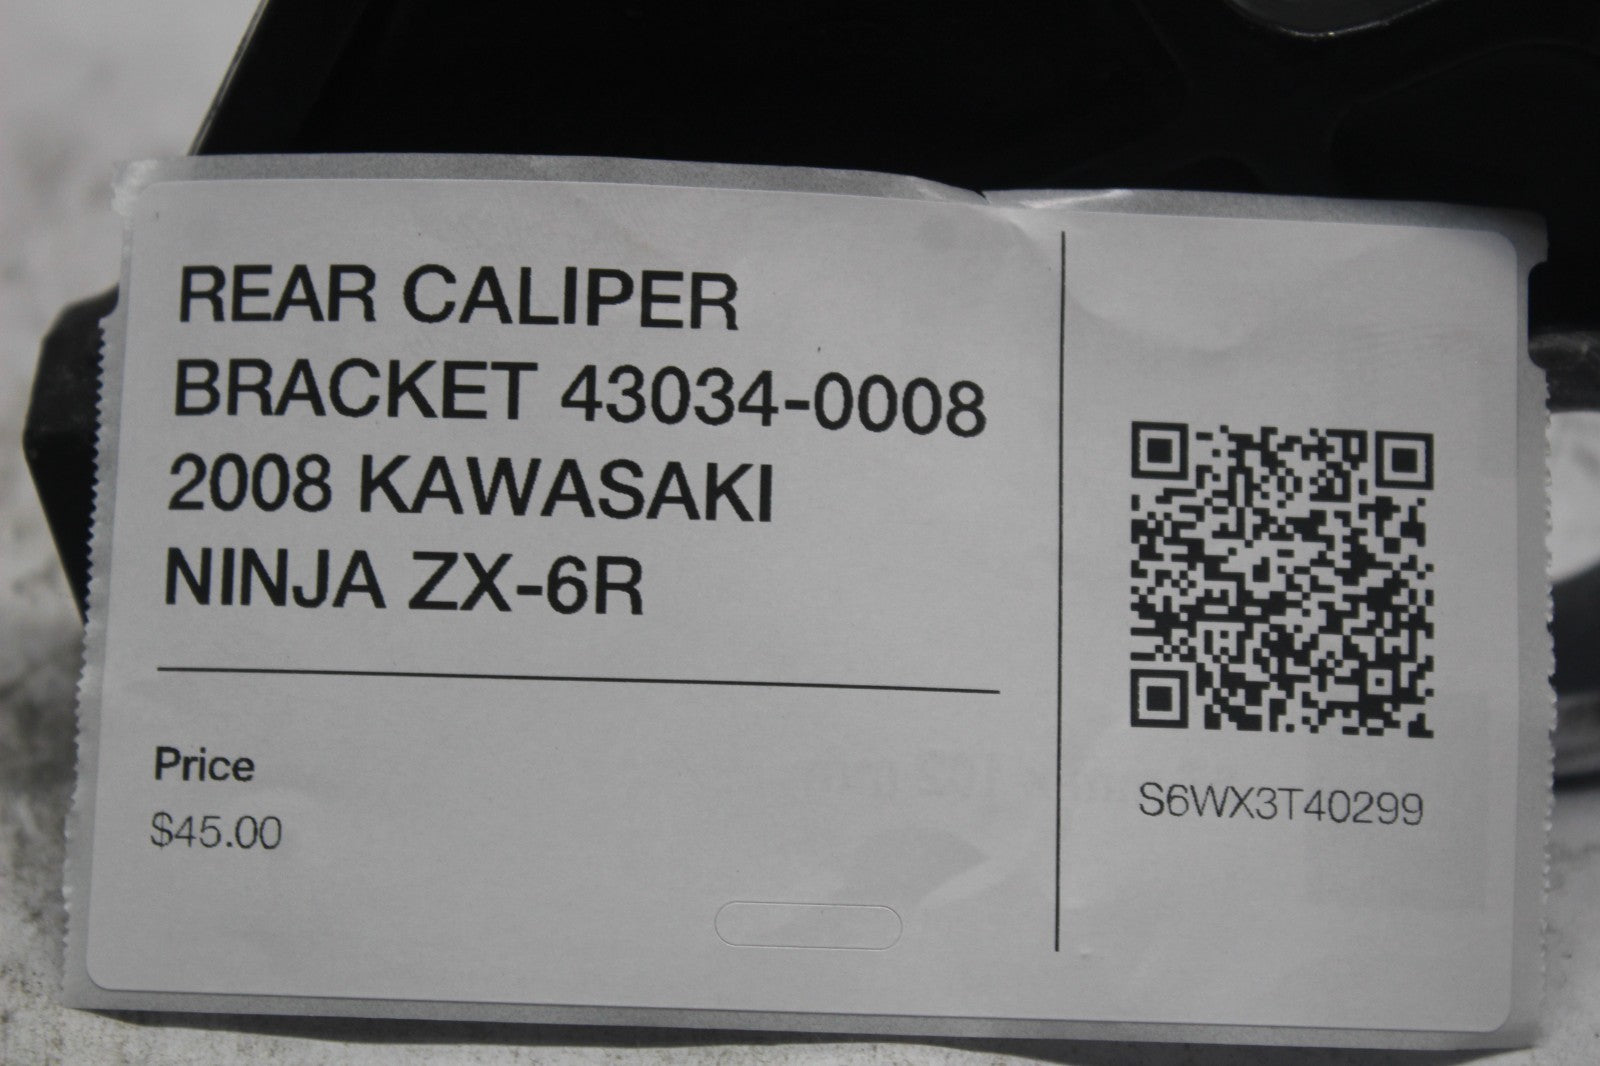 REAR CALIPER
BRACKET 43034-0008
2008 KAWASAKI
NINJA ZX-6R
Price
$45.00
S6WX3T40299